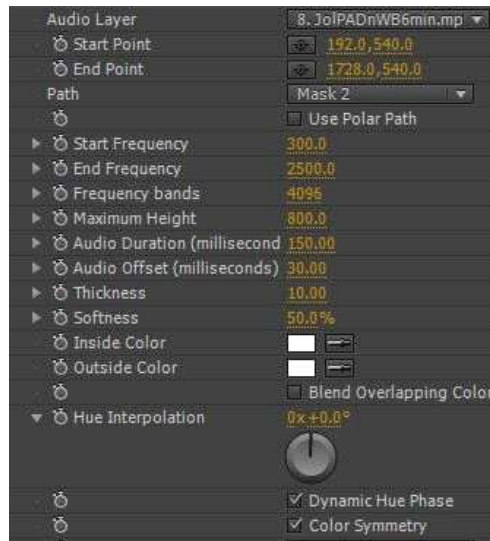 Audio Layer 8. JolPADnWB6min.mp
Start Point 192.0,540.0
End Point 1728.0,540.0
Path Mask 2
Use Polar Path
Start Frequency 300.0
End Frequency 2500.0
Frequency bands 4096
Maximum Height 800.0
Audio Duration (millisecond 150.00
Audio Offset (milliseconds) 30.00
Thickness 10.00
Softness 50.0%
Inside Color
Outside Color
Blend Overlapping Color
Hue Interpolation 0x+0.0°
Dynamic Hue Phase
Color Symmetry